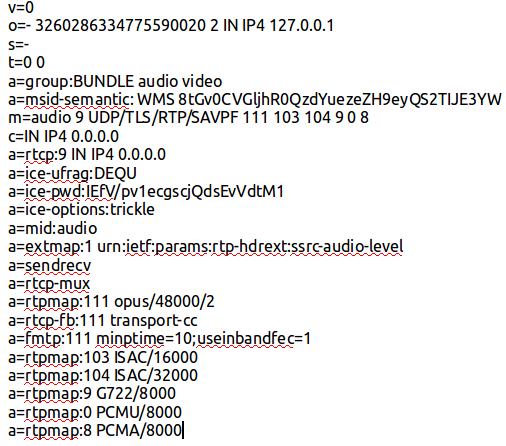 v=0
o=- 3260286334775590020 2 IN IP4 127.0.0.1
s=-
t=0 0
a=group:BUNDLE audio video
a=msid-semantic: WMS 8tGv0CVGljhR0QzdYuezeZH9eyQS2TIJE3YW
m=audio 9 UDP/TLS/RTP/SAVPF 111 103 104 9 0 8
c=IN IP4 0.0.0.0
a=rtcp:9 IN IP4 0.0.0.0
a=ice-ufrag:DEQU
a=ice-pwd:IEfV/pv1ecgscjQdsEvVdtM1
a=ice-options:trickle
a=mid:audio
a=extmap:1 urn:ietf:params:rtp-hdrext:ssrc-audio-level
a=sendrecv
a=rtcp-mux
a=rtpmap:111 opus/48000/2
a=rtcp-fb:111 transport-cc
a=fmtp:111 minptime=10;useinbandfec=1
a=rtpmap:103 ISAC/16000
a=rtpmap:104 ISAC/32000
a=rtpmap:9 G722/8000
a=rtpmap:0 PCMU/8000
a=rtpmap:8 PCMA/8000